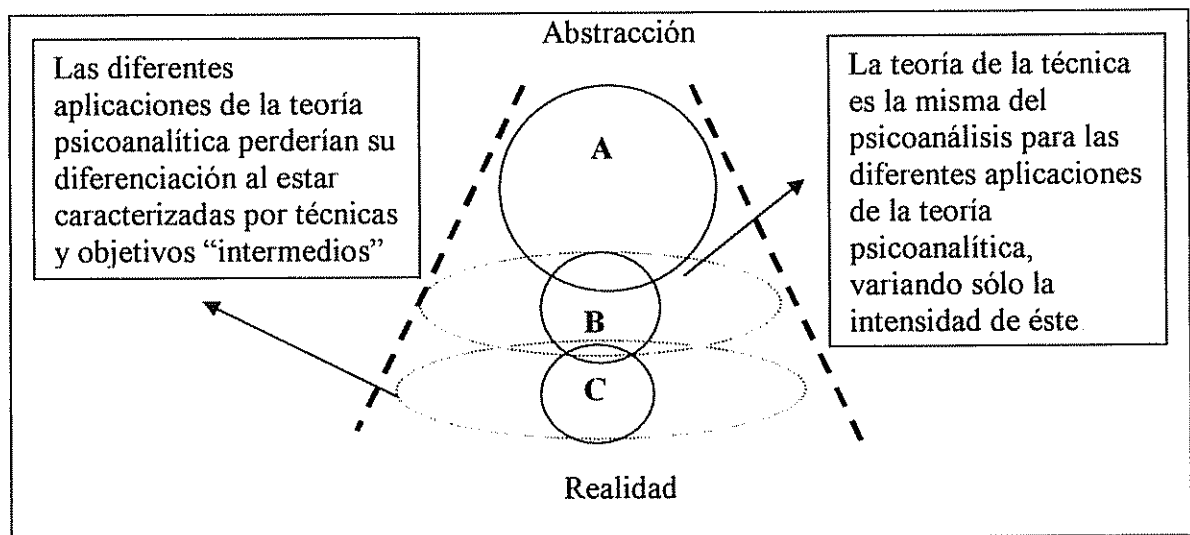 Abstracción
Las diferentes
aplicaciones de la teoría
psicoanalítica perderían su
diferenciación al estar
caracterizadas por técnicas
y objetivos “intermedios”
A
B
C
La teoría de la técnica
es la misma del
psicoanálisis para las
diferentes aplicaciones
de la teoría
psicoanalítica,
variando sólo la
intensidad de éste
Realidad